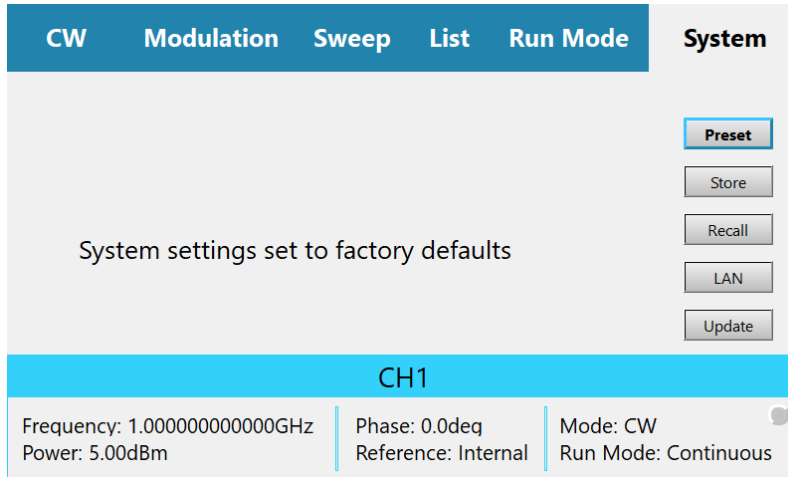 CW Modulation Sweep List Run Mode System
Preset
Store
Recall
System settings set to factory defaults
LAN
Update
CH1
Frequency: 1.000000000000GHz Phase: 0.0deg Mode: CW
Power: 5.00dBm Reference: Internal Run Mode: Continuous